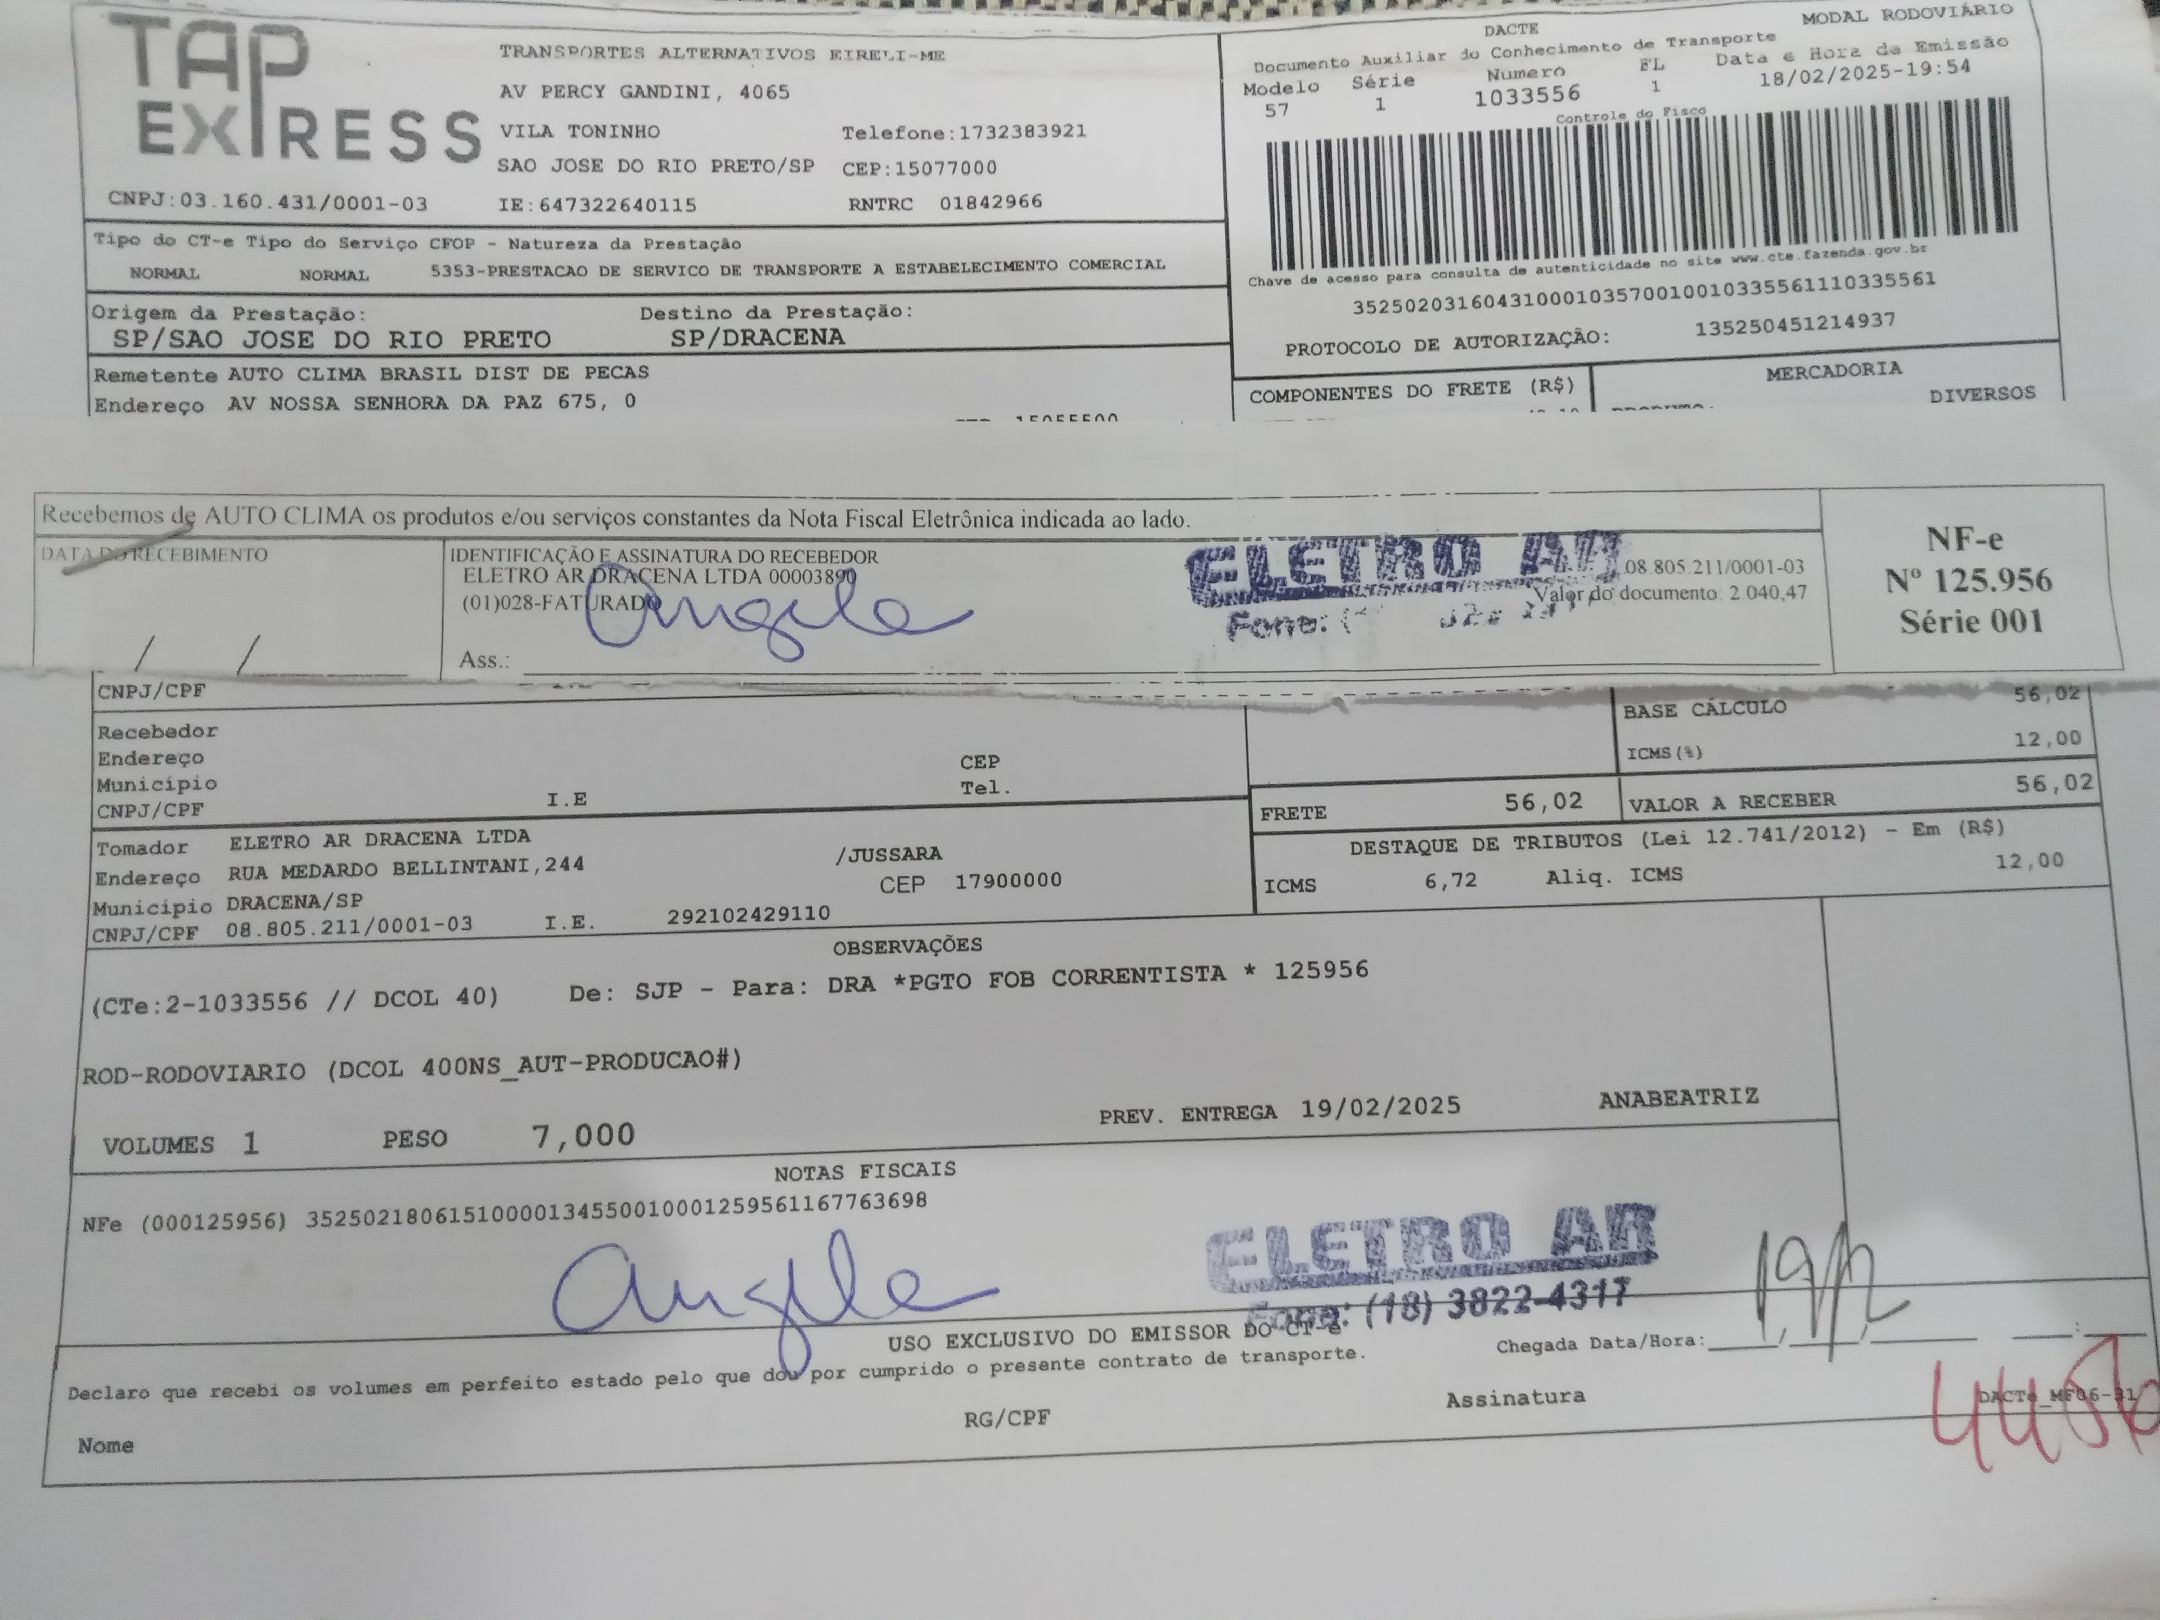 TAP EXPRESS
TRANSPORTES ALTERNATIVOS EIRELI-ME
AV PERCY GANDINI, 4065
VILA TONINHO Telefone:1732383921
SAO JOSE DO RIO PRETO/SP CEP:15077000
CNPJ:03.160.431/0001-03 IE:647322640115 RNTRC 01842966
DACTE MODAL RODOVIÁRIO
Documento Auxiliar do Conhecimento de Transporte
Modelo Série Número FL Data e Hora de Emissão
57 1 1033556 1 18/02/2025-19:54
Controle do Fisco
Chave de acesso para consulta de autenticidade no site www.cte.fazenda.gov.br
35250203160431000103570010010335561110335561
PROTOCOLO DE AUTORIZAÇÃO: 135250451214937
Tipo do CT-e Tipo do Serviço CFOP - Natureza da Prestação
NORMAL NORMAL 5353-PRESTACAO DE SERVICO DE TRANSPORTE A ESTABELECIMENTO COMERCIAL
Origem da Prestação: Destino da Prestação:
SP/SAO JOSE DO RIO PRETO SP/DRACENA
Remetente AUTO CLIMA BRASIL DIST DE PECAS
Endereço AV NOSSA SENHORA DA PAZ 675, 0
COMPONENTES DO FRETE (R$) MERCADORIA
DIVERSOS
Recebemos de AUTO CLIMA os produtos e/ou serviços constantes da Nota Fiscal Eletrônica indicada ao lado.
DATA DO RECEBIMENTO IDENTIFICAÇÃO E ASSINATURA DO RECEBEDOR
ELETRO AR DRACENA LTDA 00003890 08.805.211/0001-03
(01)028-FATURADO Valor do documento: 2.040,47
ELETRO AR
Fone:
/ / Ass.:
NF-e
Nº 125.956
Série 001
CNPJ/CPF
Recebedor
Endereço CEP
Município Tel.
CNPJ/CPF I.E
BASE CÁLCULO 56,02
ICMS(%) 12,00
FRETE 56,02 VALOR A RECEBER 56,02
DESTAQUE DE TRIBUTOS (Lei 12.741/2012) - Em (R$)
ICMS 6,72 Aliq. ICMS 12,00
Tomador ELETRO AR DRACENA LTDA
Endereço RUA MEDARDO BELLINTANI,244 /JUSSARA
Município DRACENA/SP CEP 17900000
CNPJ/CPF 08.805.211/0001-03 I.E. 292102429110
OBSERVAÇÕES
(CTe:2-1033556 // DCOL 40) De: SJP - Para: DRA *PGTO FOB CORRENTISTA * 125956
ROD-RODOVIARIO (DCOL 400NS_AUT-PRODUCAO#)
VOLUMES 1 PESO 7,000 PREV. ENTREGA 19/02/2025 ANABEATRIZ
NOTAS FISCAIS
NFe (000125956) 35250218061510000134550010001259561167763698
ELETRO AR
Fone: (18) 3822-4317
19/2
USO EXCLUSIVO DO EMISSOR DO CT-e
Chegada Data/Hora:
Declaro que recebi os volumes em perfeito estado pelo que dou por cumprido o presente contrato de transporte.
Nome RG/CPF Assinatura